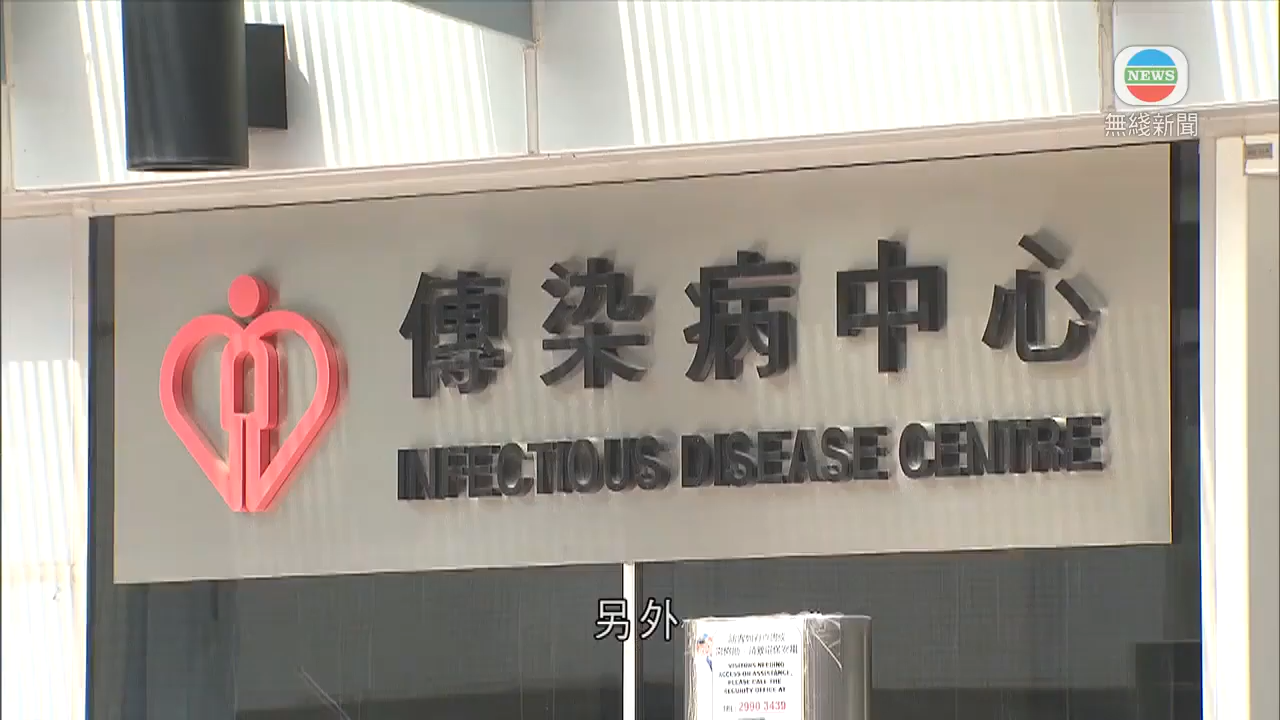 NEWS
無綫新聞
傳染病中心
INFECTIOUS DISEASE CENTRE
另外
VISITORS NEEDING
ACCESS OR ASSISTANCE,
PLEASE CALL THE
SECURITY OFFICE AT
TEL: 2990 3439